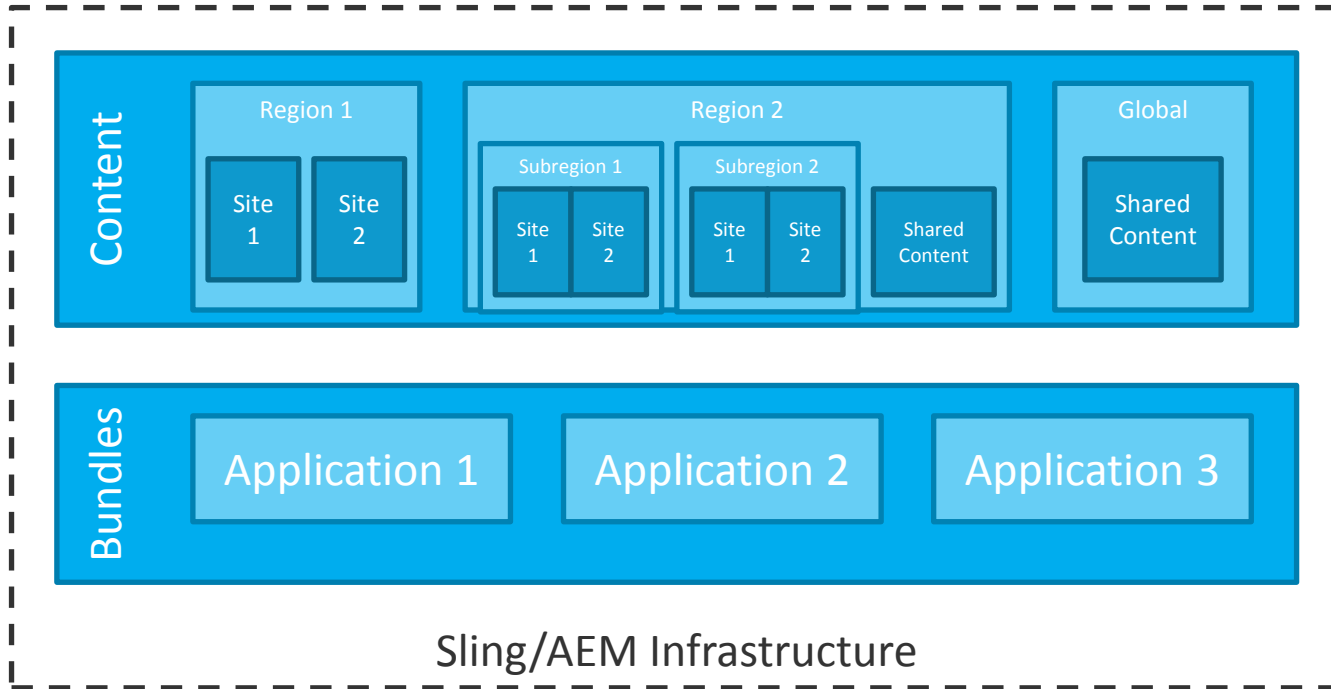 Content
Region 1
Site
1
Site
2
Region 2
Subregion 1
Site
1
Site
2
Subregion 2
Site
1
Site
2
Shared
Content
Global
Shared
Content
Bundles
Application 1
Application 2
Application 3
Sling/AEM Infrastructure